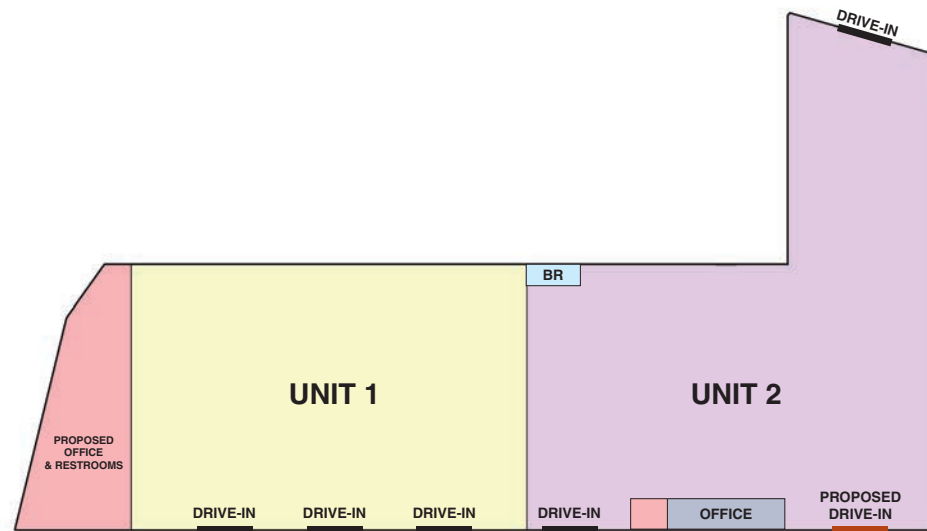 DRIVE-IN
BR
UNIT 1
UNIT 2
PROPOSED
OFFICE
& RESTROOMS
DRIVE-IN
DRIVE-IN
DRIVE-IN
DRIVE-IN
OFFICE
PROPOSED
DRIVE-IN